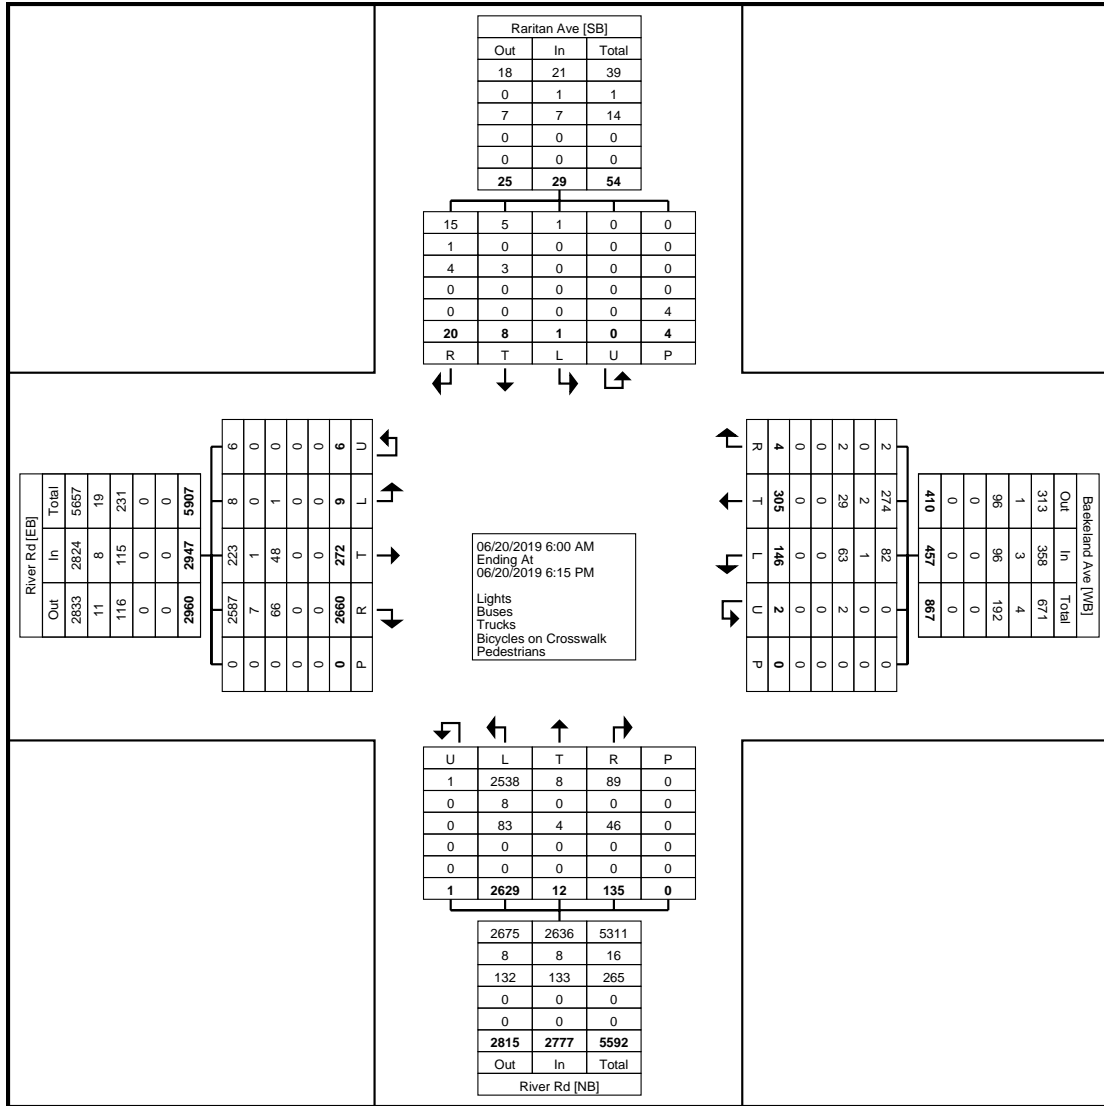 Raritan Ave [SB]
Out In Total
18 21 39
0 1 1
7 7 14
0 0 0
0 0 0
25 29 54
15 5 1 0 0
1 0 0 0 0
4 3 0 0 0
0 0 0 0 0
0 0 0 0 4
20 8 1 0 4
R T L U P
U L T R P
6 9 272 2660 0
0 0 0 0 0
0 0 0 0 0
0 1 48 66 0
0 0 1 7 0
6 8 223 2587 0
5907 2947 2960
0 0 0
0 0 0
231 115 116
19 8 11
5657 2824 2833
Total In Out
River Rd [EB]
06/20/2019 6:00 AM
Ending At
06/20/2019 6:15 PM
Lights
Buses
Trucks
Bicycles on Crosswalk
Pedestrians
Baekeland Ave [WB]
Out In Total
313 358 671
1 3 4
96 96 192
0 0 0
0 0 0
410 457 867
2 274 82 0 0
0 2 1 0 0
2 29 63 2 0
0 0 0 0 0
0 0 0 0 0
4 305 146 2 0
R T L U P
U L T R P
1 2538 8 89 0
0 8 0 0 0
0 83 4 46 0
0 0 0 0 0
0 0 0 0 0
1 2629 12 135 0
2675 2636 5311
8 8 16
132 133 265
0 0 0
0 0 0
2815 2777 5592
Out In Total
River Rd [NB]